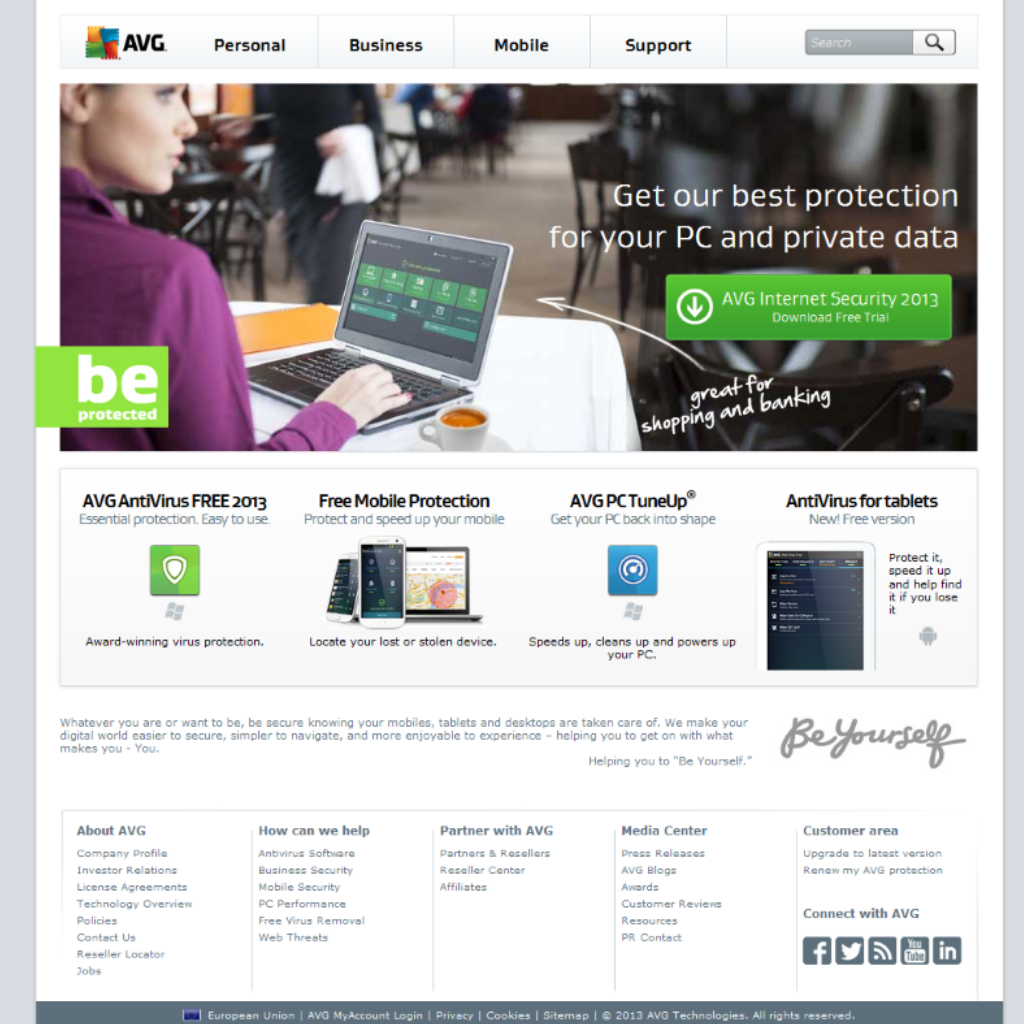 AVG.
Personal
Business
Mobile
Support
Search
Get our best protection
for your PC and private data
AVG Internet Security 2013
Download Free Trial
great for
shopping and banking
be
protected
AVG AntiVirus FREE 2013
Essential protection. Easy to use.
Award-winning virus protection.
Free Mobile Protection
Protect and speed up your mobile
Locate your lost or stolen device.
AVG PC TuneUp®
Get your PC back into shape
Speeds up, cleans up and powers up
your PC.
AntiVirus for tablets
New! Free version
Protect it,
speed it up
and help find
it if you lose
it
Whatever you are or want to be, be secure knowing your mobiles, tablets and desktops are taken care of. We make your
digital world easier to secure, simpler to navigate, and more enjoyable to experience – helping you to get on with what
makes you - You.
Helping you to "Be Yourself."
Be Yourself
About AVG
Company Profile
Investor Relations
License Agreements
Technology Overview
Policies
Contact Us
Reseller Locator
Jobs
How can we help
Antivirus Software
Business Security
Mobile Security
PC Performance
Free Virus Removal
Web Threats
Partner with AVG
Partners & Resellers
Reseller Center
Affiliates
Media Center
Press Releases
AVG Blogs
Awards
Customer Reviews
Resources
PR Contact
Customer area
Upgrade to latest version
Renew my AVG protection
Connect with AVG
You
Tube
in
European Union | AVG MyAccount Login | Privacy | Cookies | Sitemap | © 2013 AVG Technologies. All rights reserved.